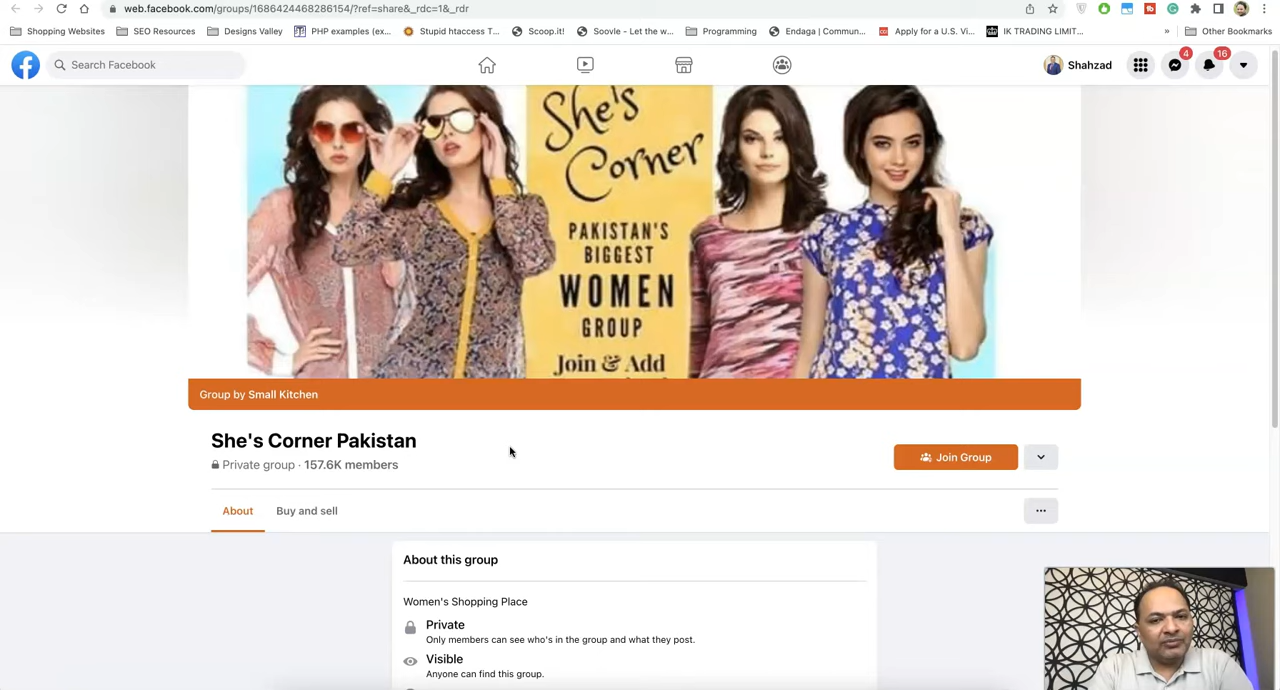 web.facebook.com/groups/1686424468286154/?ref=share&_rdc=1&_rdr
Shopping Websites SEO Resources Designs Valley PHP examples (ex... Stupid htaccess T... Scoop.it! Soovle - Let the w... Programming Endaga | Commun... Apply for a U.S. Vi... IK TRADING LIMIT... » Other Bookmarks
Search Facebook
Shahzad
4
16
She's
Corner
PAKISTAN'S
BIGGEST
WOMEN
GROUP
Join & Add
Group by Small Kitchen
She's Corner Pakistan
Private group · 157.6K members
Join Group
About Buy and sell
About this group
Women's Shopping Place
Private
Only members can see who's in the group and what they post.
Visible
Anyone can find this group.